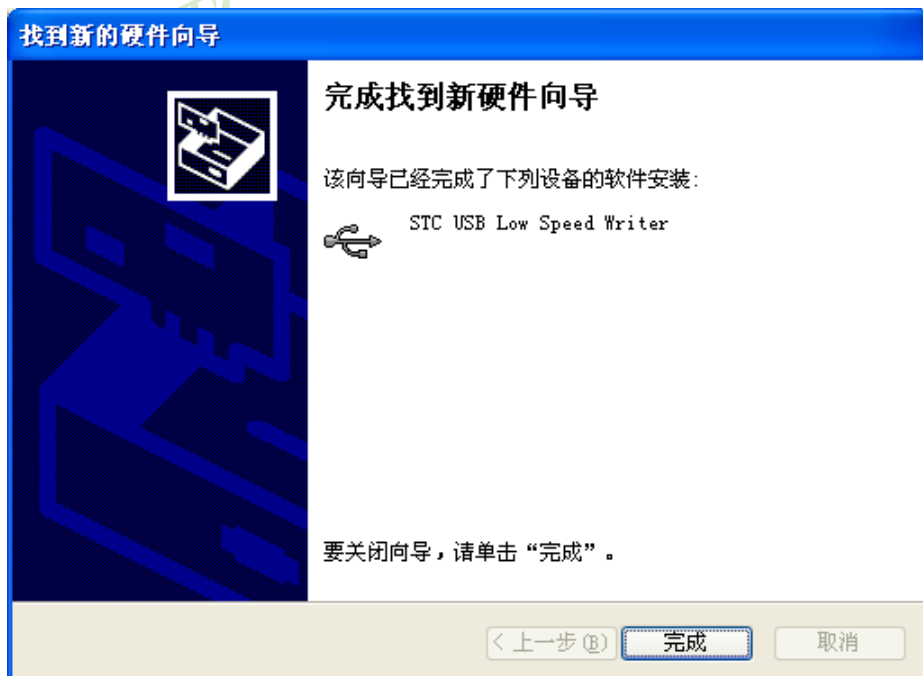 找到新的硬件向导
完成找到新硬件向导
该向导已经完成了下列设备的软件安装:
STC USB Low Speed Writer
要关闭向导，请单击“完成”。
< 上一步(B) 完成 取消